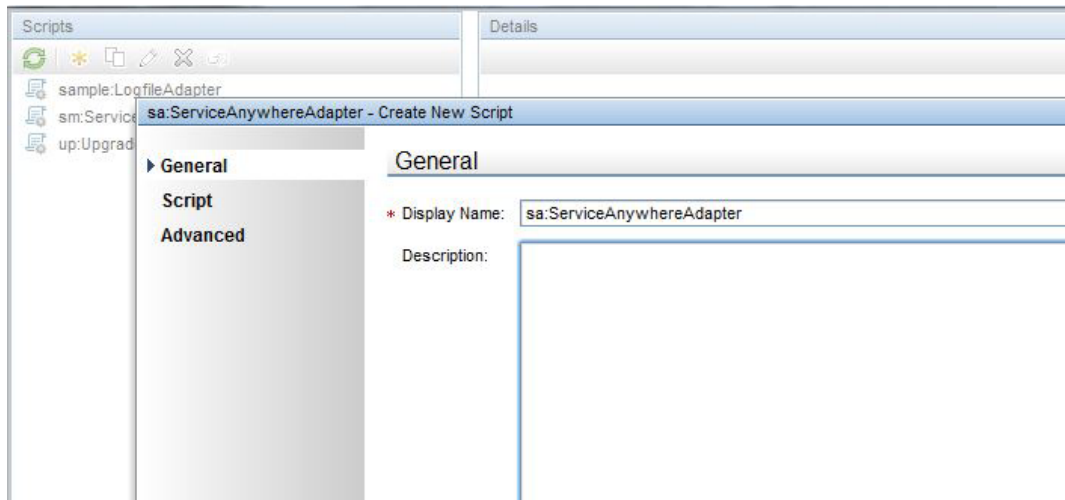 Scripts
Details
sample:LogfileAdapter
sm:Service
up:Upgrad
sa:ServiceAnywhereAdapter - Create New Script
General
Script
Advanced
General
* Display Name: sa:ServiceAnywhereAdapter
Description: